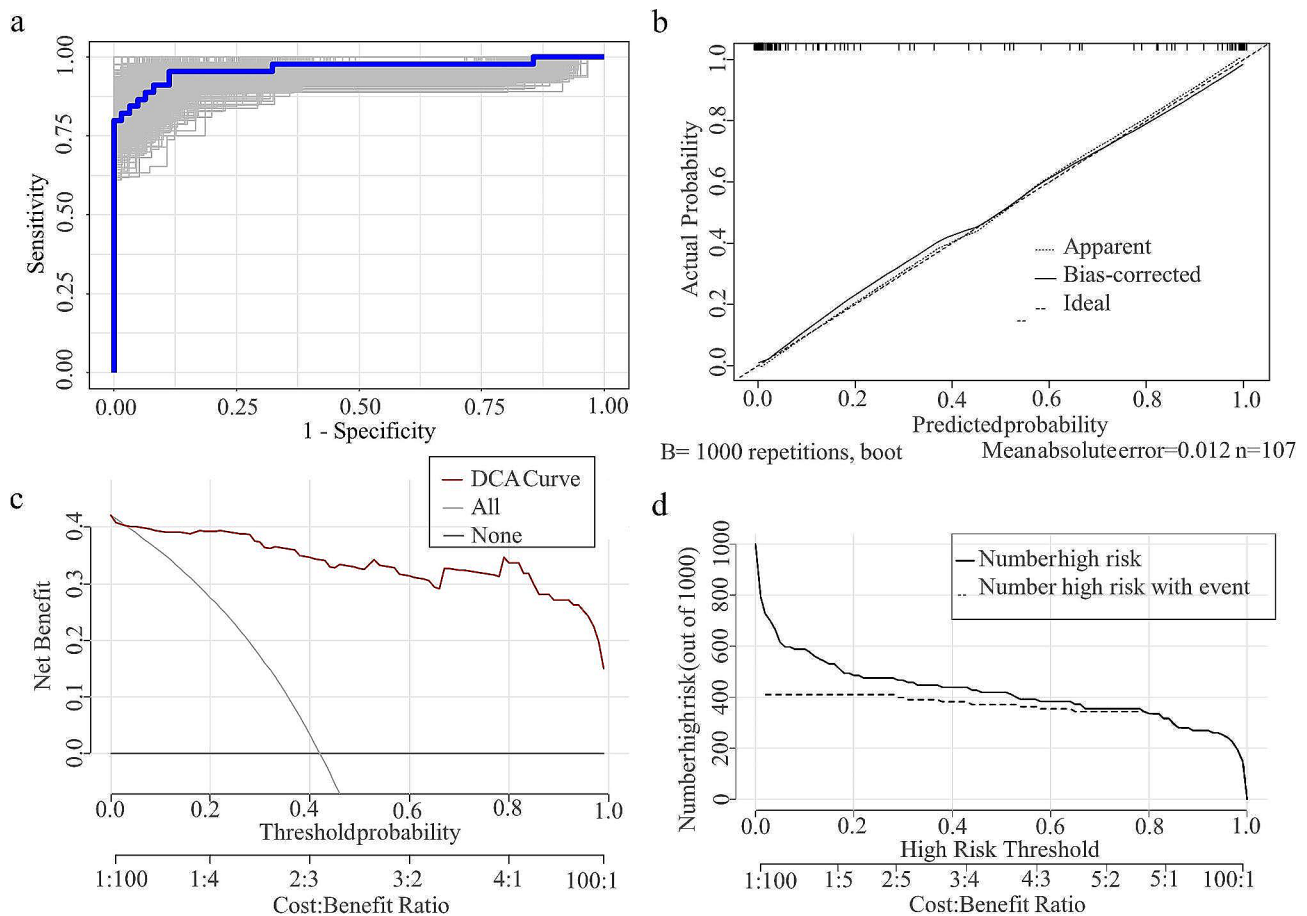 a
1.00
0.75
0.50
0.25
0.00
Sensitivity
0.00 0.25 0.50 0.75 1.00
1 - Specificity
b
1.0
0.8
0.6
0.4
0.2
0.0
Actual Probability
Apparent
Bias-corrected
Ideal
0.0 0.2 0.4 0.6 0.8 1.0
Predictedprobability
B= 1000 repetitions, boot Meanabsoluteerror=0.012 n=107
c
DCA Curve
All
None
0.4
0.3
0.2
0.1
0.0
Net Benefit
0.0 0.2 0.4 0.6 0.8 1.0
Thresholdprobability
1:100 1:4 2:3 3:2 4:1 100:1
Cost:Benefit Ratio
d
Numberhigh risk
Number high risk with event
1000
800
600
400
200
0
Numberhighrisk(out of 1000)
0.0 0.2 0.4 0.6 0.8 1.0
High Risk Threshold
1:100 1:5 2:5 3:4 4:3 5:2 5:1 100:1
Cost:Benefit Ratio